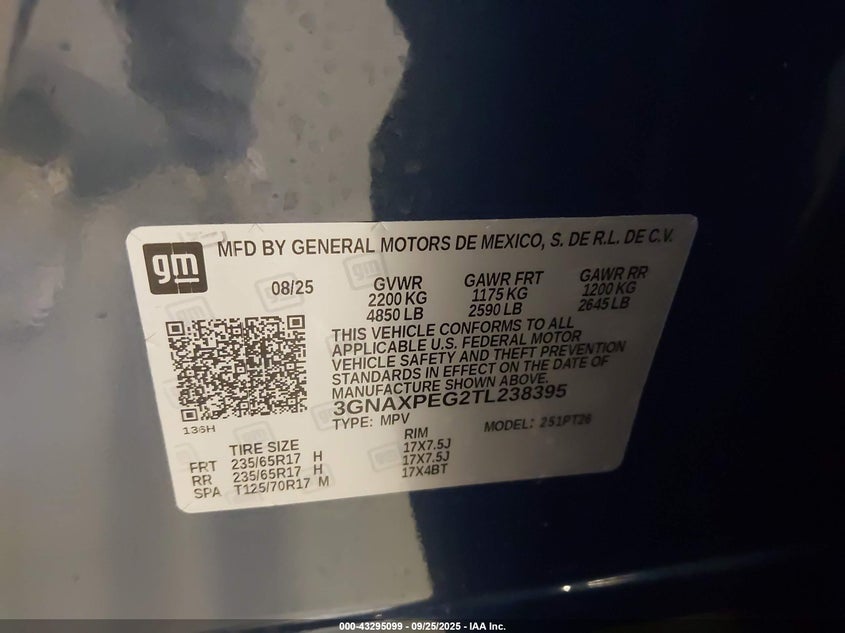 gm
MFD BY GENERAL MOTORS DE MEXICO, S. DE R.L. DE C.V.
08/25 GVWR GAWR FRT GAWR RR
2200 KG 1175 KG 1200 KG
4850 LB 2590 LB 2645 LB
THIS VEHICLE CONFORMS TO ALL
APPLICABLE U.S. FEDERAL MOTOR
VEHICLE SAFETY AND THEFT PREVENTION
STANDARDS IN EFFECT ON THE DATE OF
MANUFACTURE SHOWN ABOVE.
3GNAXPEG2TL238395
136H
TYPE: MPV MODEL: 251PT26
TIRE SIZE RIM
FRT 235/65R17 H 17X7.5J
RR 235/65R17 H 17X7.5J
SPA T125/70R17 M 17X4BT
000-43295099 - 09/25/2025 - IAA Inc.